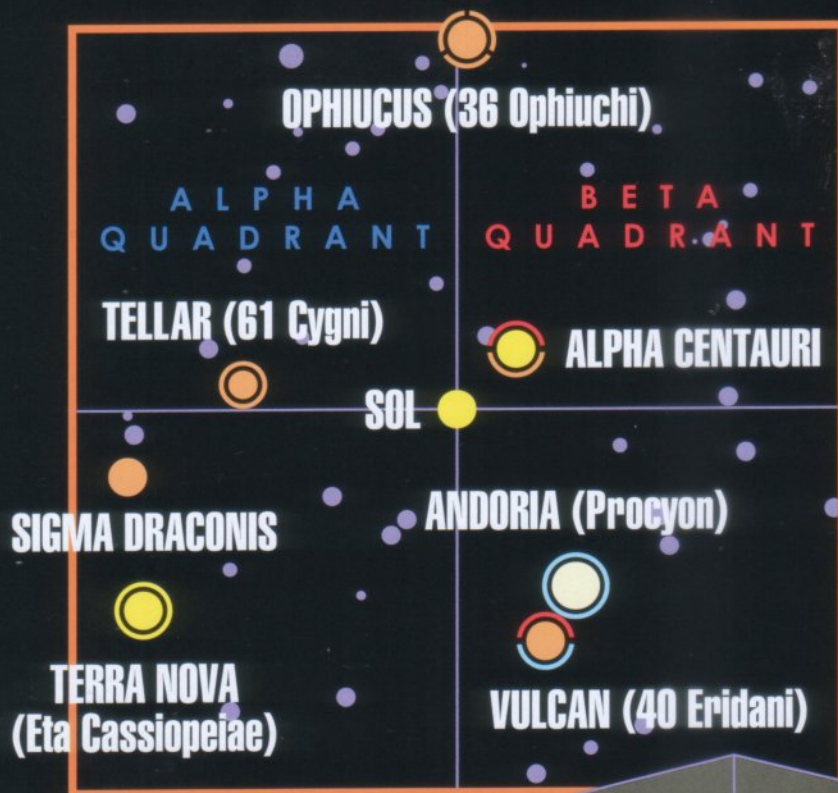 OPHIUCUS (36 Ophiuchi)
ALPHA
QUADRANT
BETA
QUADRANT
TELLAR (61 Cygni)
ALPHA CENTAURI
SOL
SIGMA DRACONIS
ANDORIA (Procyon)
TERRA NOVA
(Eta Cassiopeiae)
VULCAN (40 Eridani)